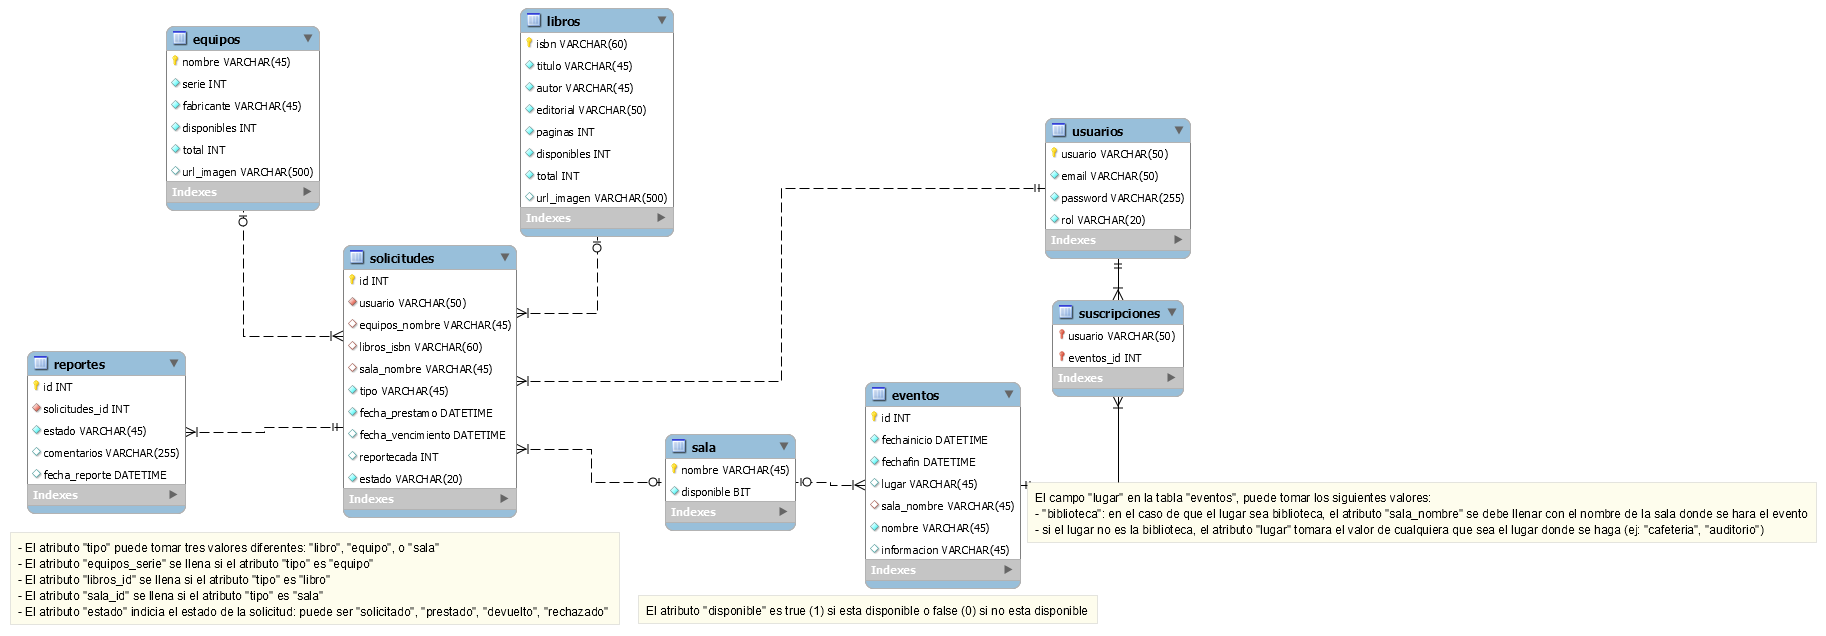 equipos
nombre VARCHAR(45)
serie INT
fabricante VARCHAR(45)
disponibles INT
total INT
url_imagen VARCHAR(500)
Indexes
libros
isbn VARCHAR(60)
titulo VARCHAR(45)
autor VARCHAR(45)
editorial VARCHAR(50)
paginas INT
disponibles INT
total INT
url_imagen VARCHAR(500)
Indexes
usuarios
usuario VARCHAR(50)
email VARCHAR(50)
password VARCHAR(255)
rol VARCHAR(20)
Indexes
solicitudes
id INT
usuario VARCHAR(50)
equipos_nombre VARCHAR(45)
libros_isbn VARCHAR(60)
sala_nombre VARCHAR(45)
tipo VARCHAR(45)
fecha_prestamo DATETIME
fecha_vencimiento DATETIME
reportecada INT
estado VARCHAR(20)
Indexes
suscripciones
usuario VARCHAR(50)
eventos_id INT
Indexes
reportes
id INT
solicitudes_id INT
estado VARCHAR(45)
comentarios VARCHAR(255)
fecha_reporte DATETIME
Indexes
sala
nombre VARCHAR(45)
disponible BIT
Indexes
eventos
id INT
fechainicio DATETIME
fechafin DATETIME
lugar VARCHAR(45)
sala_nombre VARCHAR(45)
nombre VARCHAR(45)
informacion VARCHAR(45)
Indexes
El campo "lugar" en la tabla "eventos", puede tomar los siguientes valores:
- "biblioteca": en el caso de que el lugar sea biblioteca, el atributo "sala_nombre" se debe llenar con el nombre de la sala donde se hara el evento
- si el lugar no es la biblioteca, el atributo "lugar" tomara el valor de cualquiera que sea el lugar donde se haga (ej: "cafeteria", "auditorio")
- El atributo "tipo" puede tomar tres valores diferentes: "libro", "equipo", o "sala"
- El atributo "equipos_serie" se llena si el atributo "tipo" es "equipo"
- El atributo "libros_id" se llena si el atributo "tipo" es "libro"
- El atributo "sala_id" se llena si el atributo "tipo" es "sala"
- El atributo "estado" indicia el estado de la solicitud: puede ser "solicitado", "prestado", "devuelto", "rechazado"
El atributo "disponible" es true (1) si esta disponible o false (0) si no esta disponible